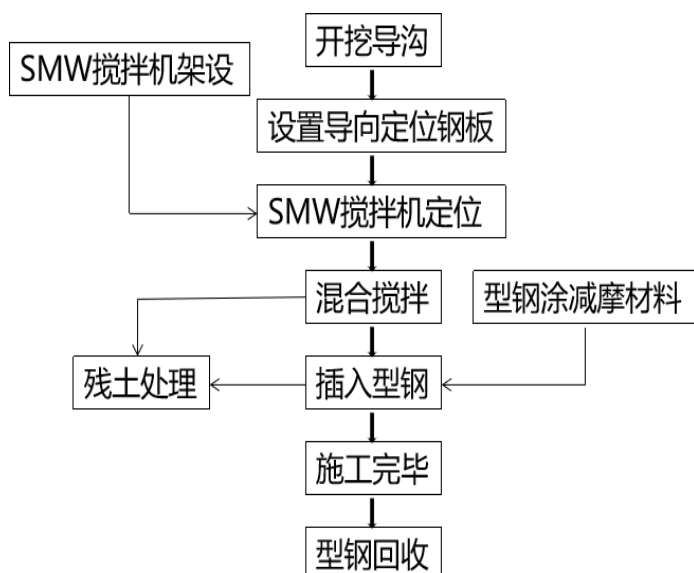 开挖导沟
SMW搅拌机架设
设置导向定位钢板
SMW搅拌机定位
混合搅拌
型钢涂减摩材料
残土处理
插入型钢
施工完毕
型钢回收